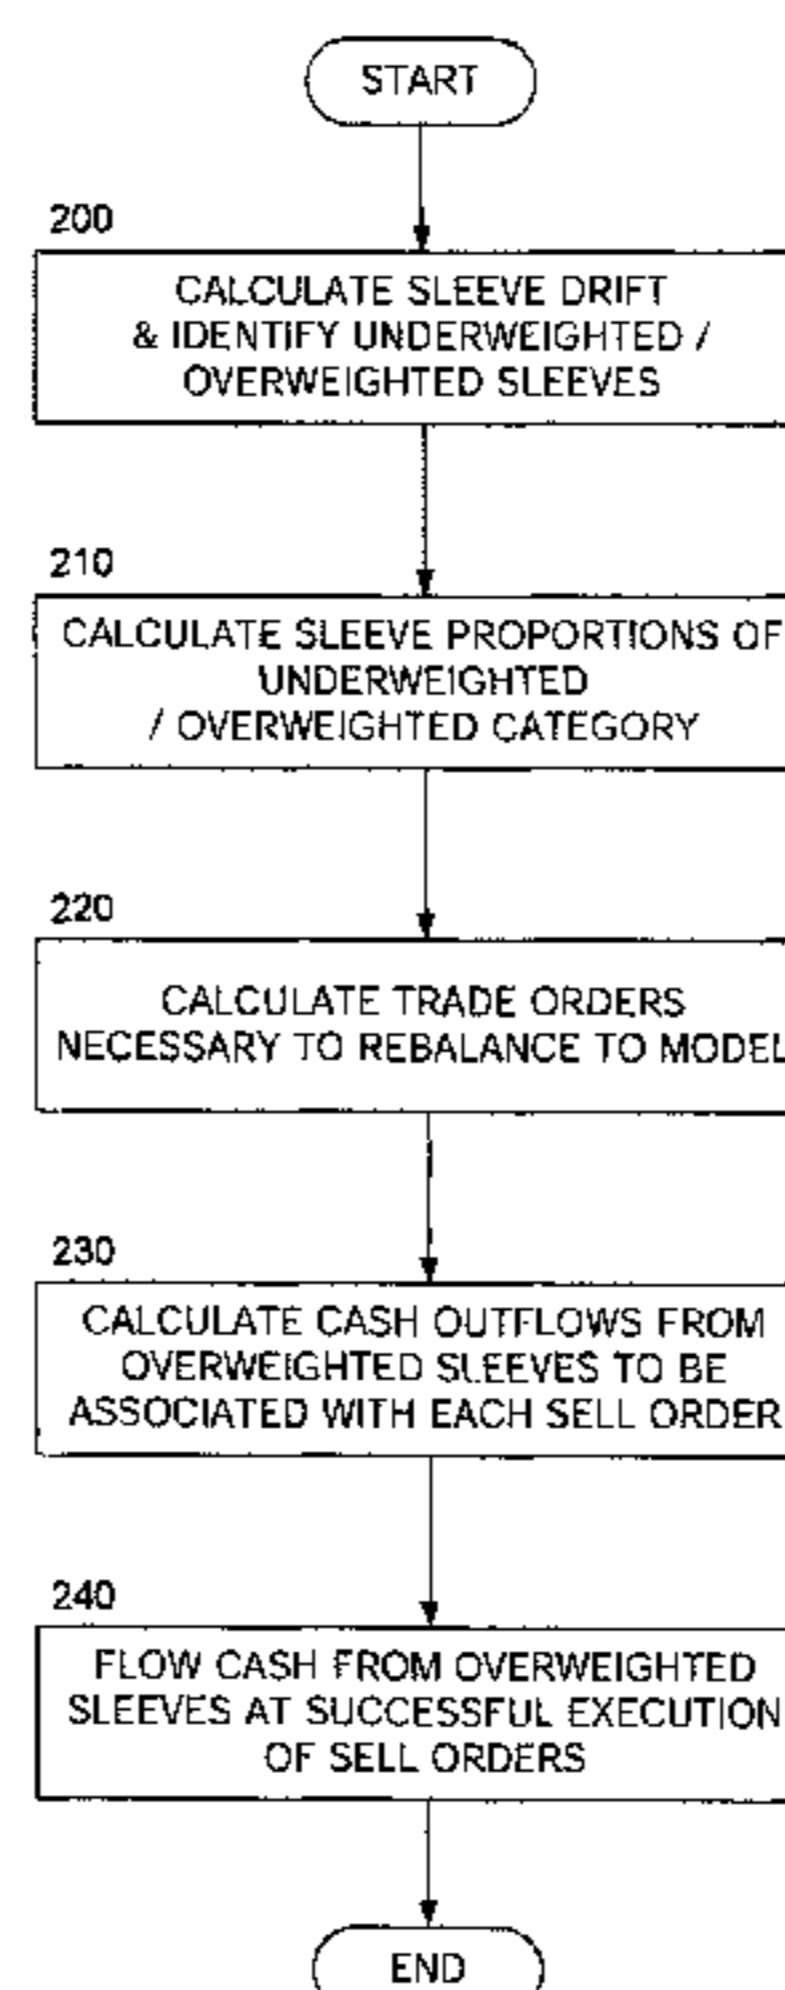 START
200
CALCULATE SLEEVE DRIFT
& IDENTIFY UNDERWEIGHTED /
OVERWEIGHTED SLEEVES
210
CALCULATE SLEEVE PROPORTIONS OF
UNDERWEIGHTED
/ OVERWEIGHTED CATEGORY
220
CALCULATE TRADE ORDERS
NECESSARY TO REBALANCE TO MODEL
230
CALCULATE CASH OUTFLOWS FROM
OVERWEIGHTED SLEEVES TO BE
ASSOCIATED WITH EACH SELL ORDER
240
FLOW CASH FROM OVERWEIGHTED
SLEEVES AT SUCCESSFUL EXECUTION
OF SELL ORDERS
END